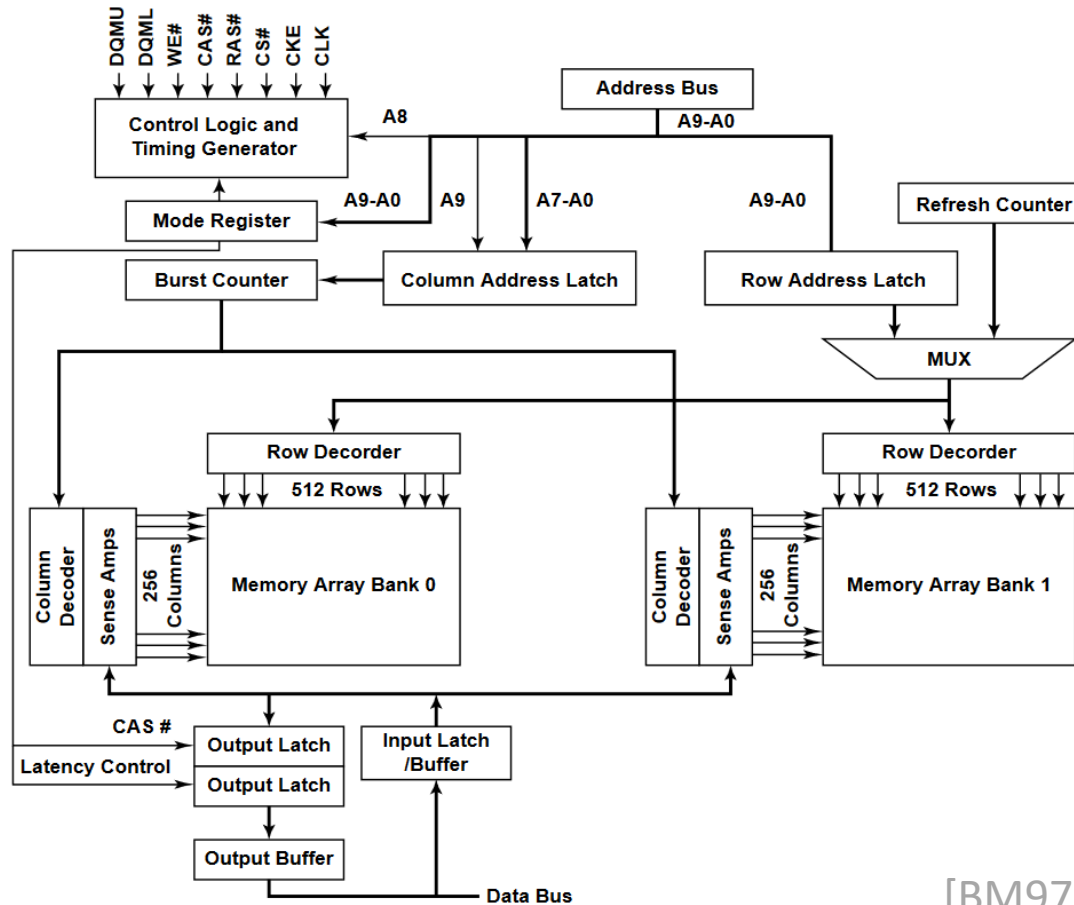 DQMU
DQML
WE#
CAS#
RAS#
CS#
CKE
CLK
Control Logic and
Timing Generator
Address Bus
A8
A9-A0
A9-A0
A9
A7-A0
A9-A0
Mode Register
Refresh Counter
Burst Counter
Column Address Latch
Row Address Latch
MUX
Row Decorder
Row Decorder
512 Rows
512 Rows
Column
Decoder
Sense Amps
256
Columns
Memory Array Bank 0
Column
Decoder
Sense Amps
256
Columns
Memory Array Bank 1
CAS #
Latency Control
Output Latch
Output Latch
Input Latch
/Buffer
Output Buffer
Data Bus
[BM97